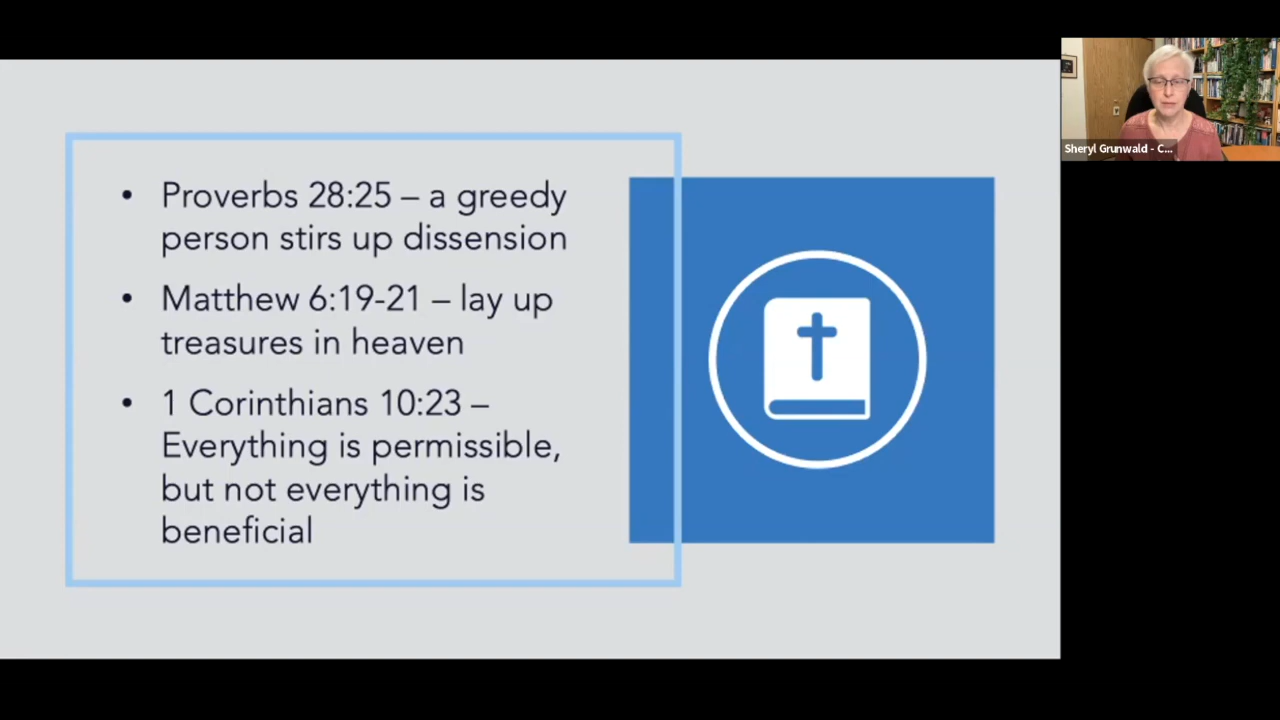 • Proverbs 28:25 – a greedy
person stirs up dissension
• Matthew 6:19-21 – lay up
treasures in heaven
• 1 Corinthians 10:23 –
Everything is permissible,
but not everything is
beneficial
Sheryl Grunwald - C...